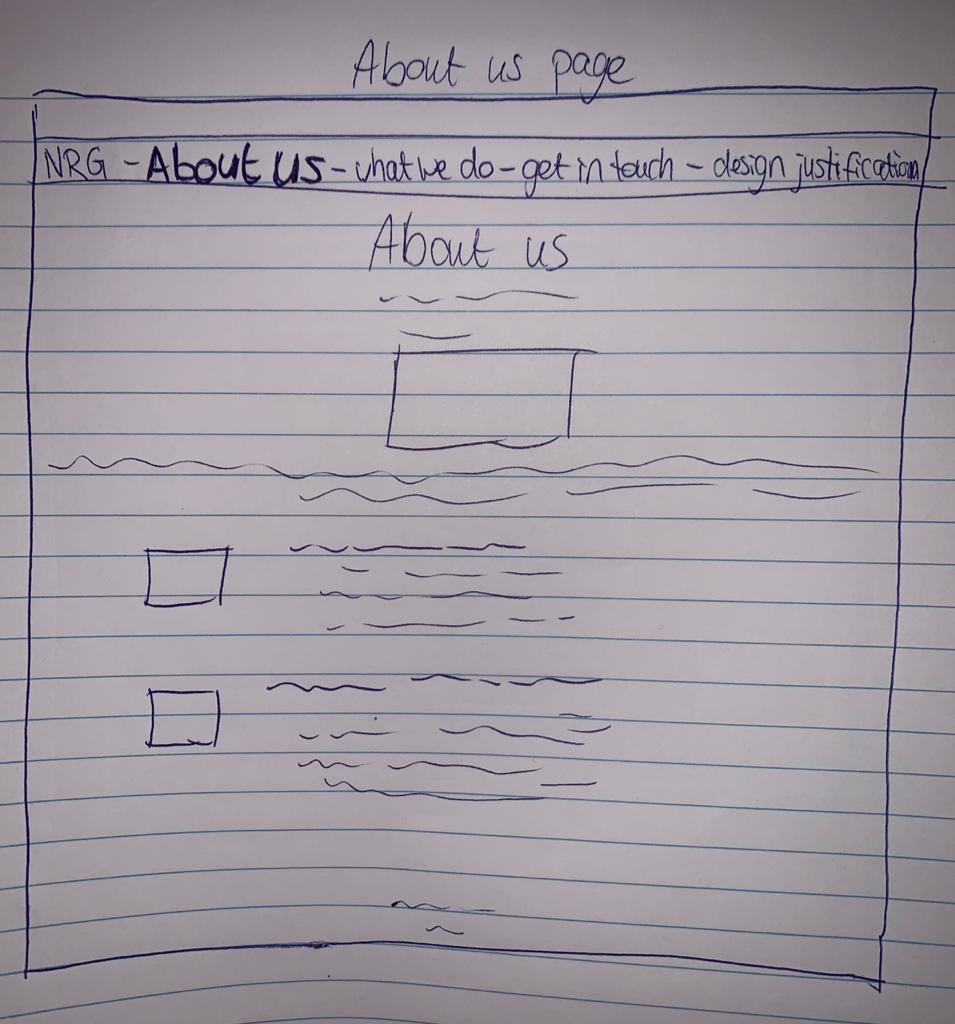 About us page
NRG - About us - what we do - get in touch - design justification
About us